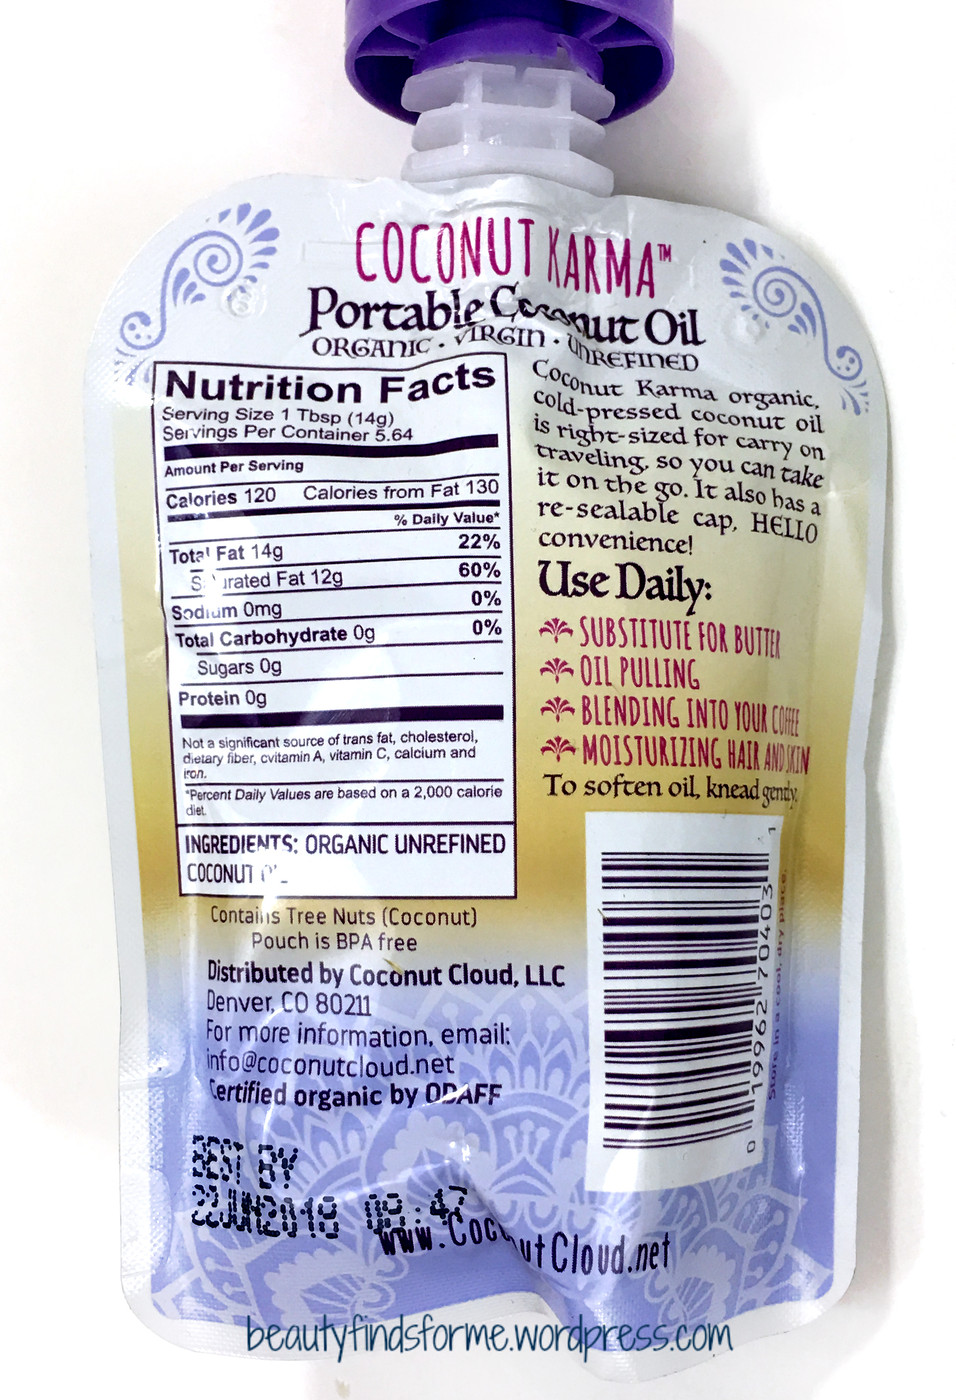 COCONUT KARMA™
Portable Coconut Oil
ORGANIC · VIRGIN · UNREFINED
Nutrition Facts
Serving Size 1 Tbsp (14g)
Servings Per Container 5.64
Amount Per Serving
Calories 120 Calories from Fat 130
% Daily Value*
Total Fat 14g 22%
Saturated Fat 12g 60%
Sodium 0mg 0%
Total Carbohydrate 0g 0%
Sugars 0g
Protein 0g
Not a significant source of trans fat, cholesterol,
dietary fiber, cvitamin A, vitamin C, calcium and
iron.
*Percent Daily Values are based on a 2,000 calorie
diet.
INGREDIENTS: ORGANIC UNREFINED
COCONUT OIL
Contains Tree Nuts (Coconut)
Pouch is BPA free
Distributed by Coconut Cloud, LLC
Denver, CO 80211
For more information, email:
info@coconutcloud.net
Certified organic by ODAFF
BEST BY
22JUN2018 09:47
Coconut Karma organic,
cold-pressed coconut oil
is right-sized for carry on
traveling, so you can take
it on the go. It also has a
re-sealable cap, HELLO
convenience!
Use Daily:
SUBSTITUTE FOR BUTTER
OIL PULLING
BLENDING INTO YOUR COFFEE
MOISTURIZING HAIR AND SKIN
To soften oil, knead gently.
0 19962 70403 1
Store in a cool, dry place.
www.CoconutCloud.net
beautyfindsforme.wordpress.com